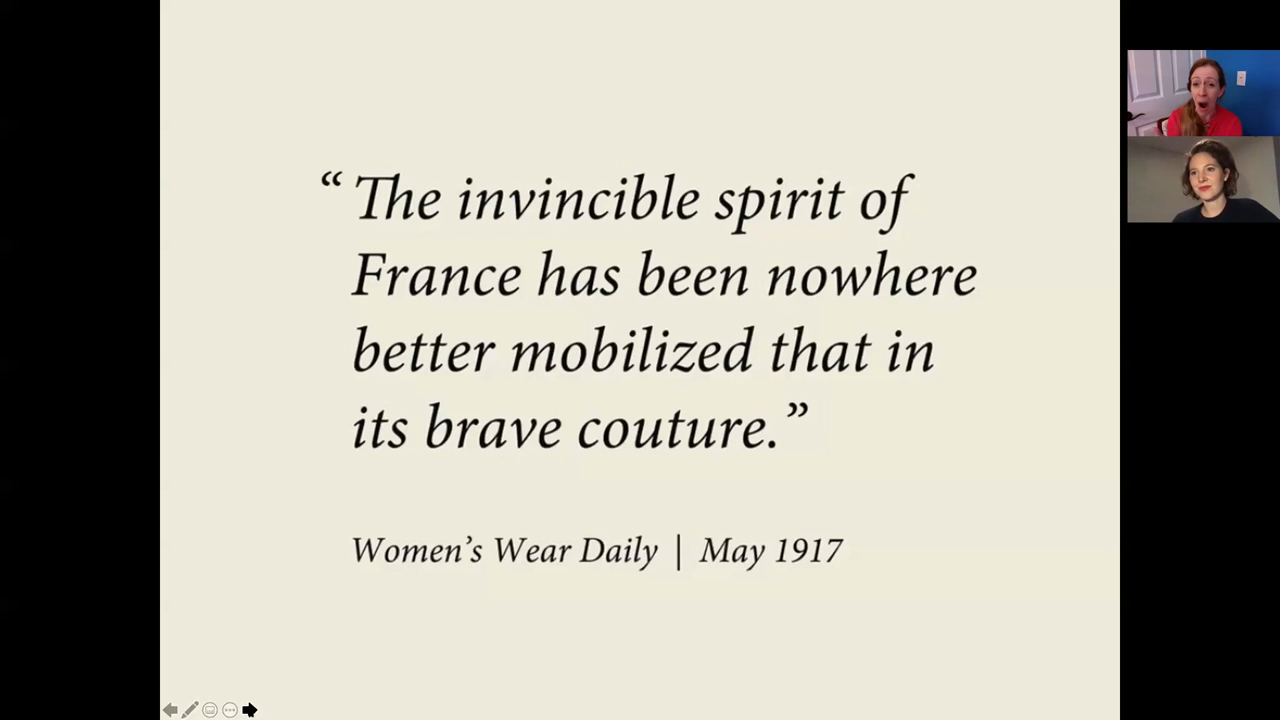 “The invincible spirit of
France has been nowhere
better mobilized that in
its brave couture.”
Women’s Wear Daily | May 1917